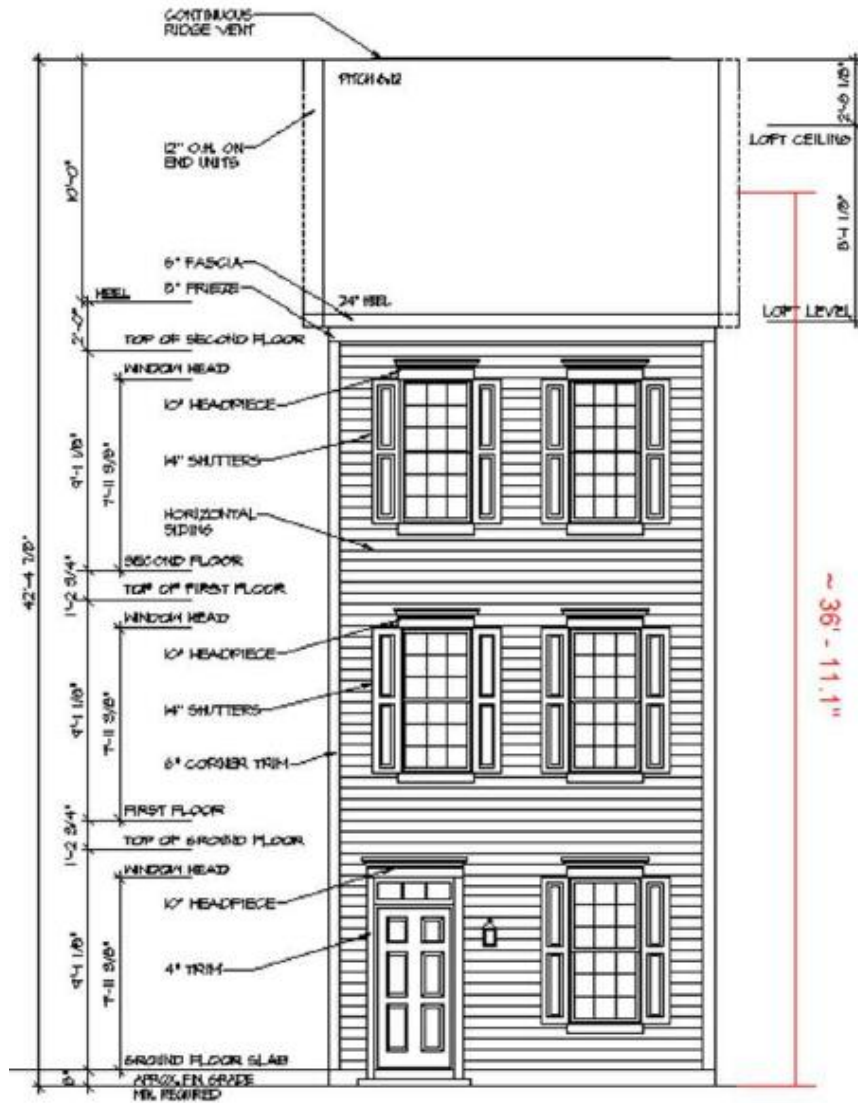 CONTINUOUS
RIDGE VENT
PITCH 6:12
12" O.H. ON
END UNITS
LOFT CEILING
10'-0"
8'-1 1/8"
6" FASCIA
8" FRIEZE
HEEL
24" HEEL
LOFT LEVEL
2'-0"
TOP OF SECOND FLOOR
WINDOW HEAD
10" HEADPIECE
14" SHUTTERS
9'-1 1/8"
7'-11 3/8"
HORIZONTAL
SIDING
SECOND FLOOR
42'-4 7/8"
1'-2 3/4"
TOP OF FIRST FLOOR
WINDOW HEAD
10" HEADPIECE
~ 36' - 11.1"
14" SHUTTERS
9'-1 1/8"
7'-11 3/8"
6" CORNER TRIM
FIRST FLOOR
1'-2 3/4"
TOP OF GROUND FLOOR
WINDOW HEAD
10" HEADPIECE
4" TRIM
9'-1 1/8"
7'-11 3/8"
GROUND FLOOR SLAB
8"
APROX. FIN. GRADE
MIN. REQUIRED